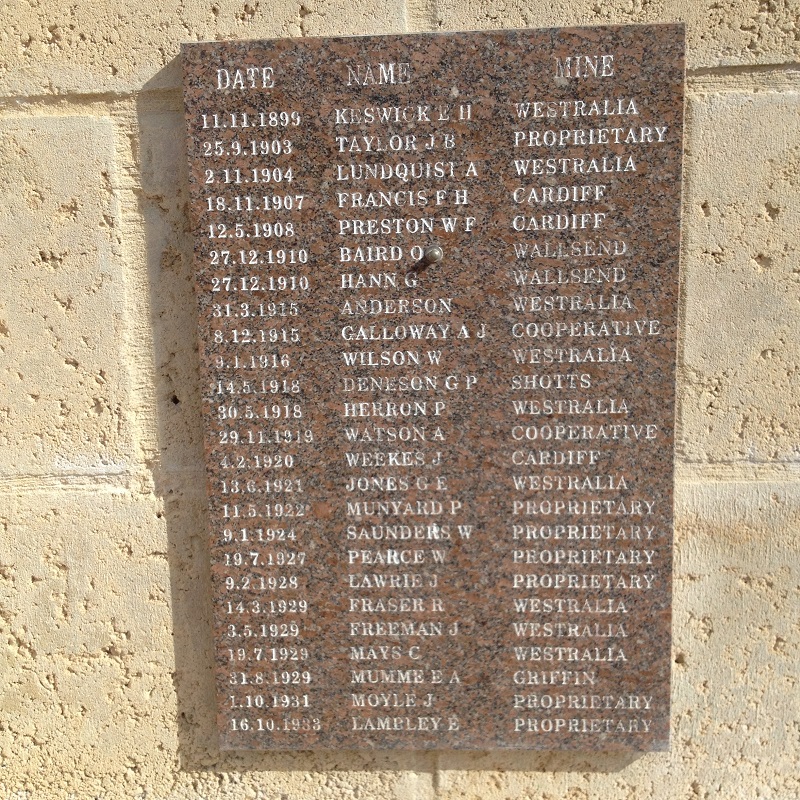 DATE NAME MINE
11.11.1899 KESWICK E H WESTRALIA
25.9.1903 TAYLOR J B PROPRIETARY
2.11.1904 LUNDQUIST A WESTRALIA
18.11.1907 FRANCIS F H CARDIFF
12.5.1908 PRESTON W F CARDIFF
27.12.1910 BAIRD O WALLSEND
27.12.1910 HANN G WALLSEND
31.3.1915 ANDERSON WESTRALIA
8.12.1915 GALLOWAY A J COOPERATIVE
9.1.1916 WILSON W WESTRALIA
14.5.1918 DENESON G P SHOTTS
30.5.1918 HERRON P WESTRALIA
29.11.1919 WATSON A COOPERATIVE
4.2.1920 WEEKES J CARDIFF
13.6.1921 JONES G E WESTRALIA
11.5.1922 MUNYARD P PROPRIETARY
9.1.1924 SAUNDERS W PROPRIETARY
19.7.1927 PEARCE W PROPRIETARY
9.2.1928 LAWRIE J PROPRIETARY
14.3.1929 FRASER R WESTRALIA
3.5.1929 FREEMAN J WESTRALIA
19.7.1929 MAYS C WESTRALIA
31.8.1929 MUMME E A GRIFFIN
1.10.1931 MOYLE J PROPRIETARY
16.10.1933 LAMPLEY E PROPRIETARY